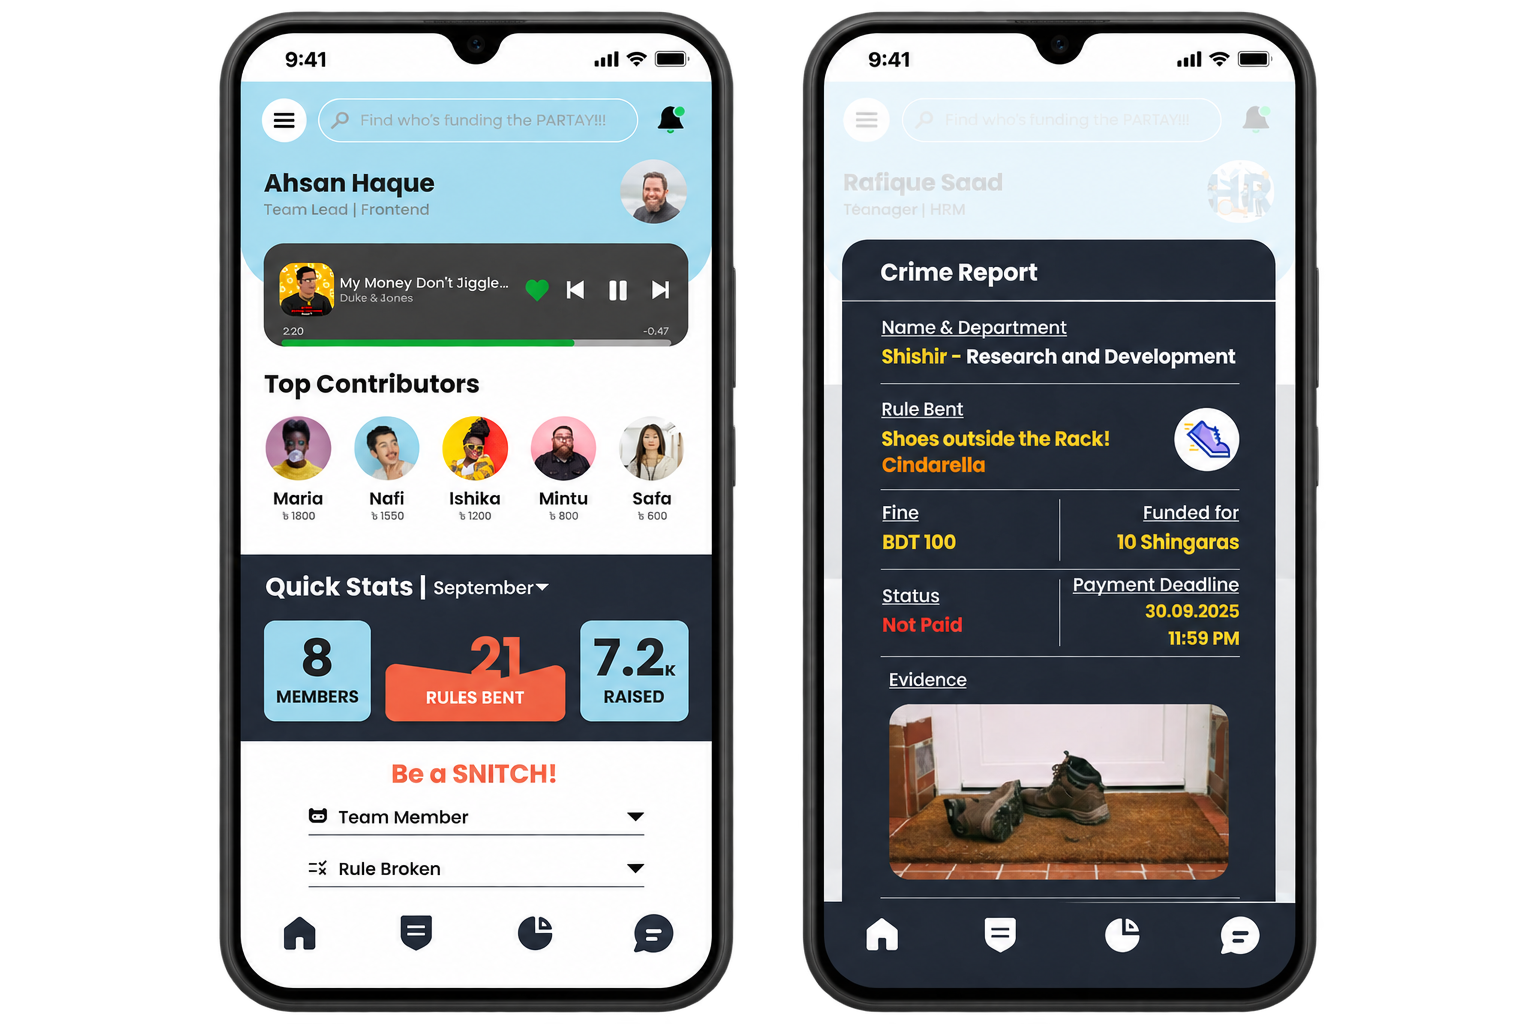 9:41
Find who's funding the PARTAY!!!
Ahsan Haque
Team Lead | Frontend
My Money Don't Jiggle...
Duke & Jones
2:20
-0:47
Top Contributors
Maria
Nafi
Ishika
Mintu
Safa
৳ 1800
৳ 1550
৳ 1200
৳ 800
৳ 600
Quick Stats | September
8
MEMBERS
21
RULES BENT
7.2K
RAISED
Be a SNITCH!
Team Member
Rule Broken
9:41
Find who's funding the PARTAY!!!
Rafique Saad
Téanager | HRM
HR
Crime Report
Name & Department
Shishir - Research and Development
Rule Bent
Shoes outside the Rack!
Cindarella
Fine
BDT 100
Funded for
10 Shingaras
Status
Not Paid
Payment Deadline
30.09.2025
11:59 PM
Evidence